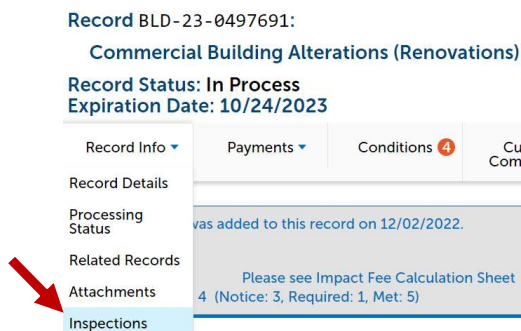 Record BLD-23-0497691:
Commercial Building Alterations (Renovations)
Record Status: In Process
Expiration Date: 10/24/2023
Record Info Payments Conditions 4
Record Details
Processing
Status
was added to this record on 12/02/2022.
Related Records
Please see Impact Fee Calculation Sheet
Attachments
4 (Notice: 3, Required: 1, Met: 5)
Inspections